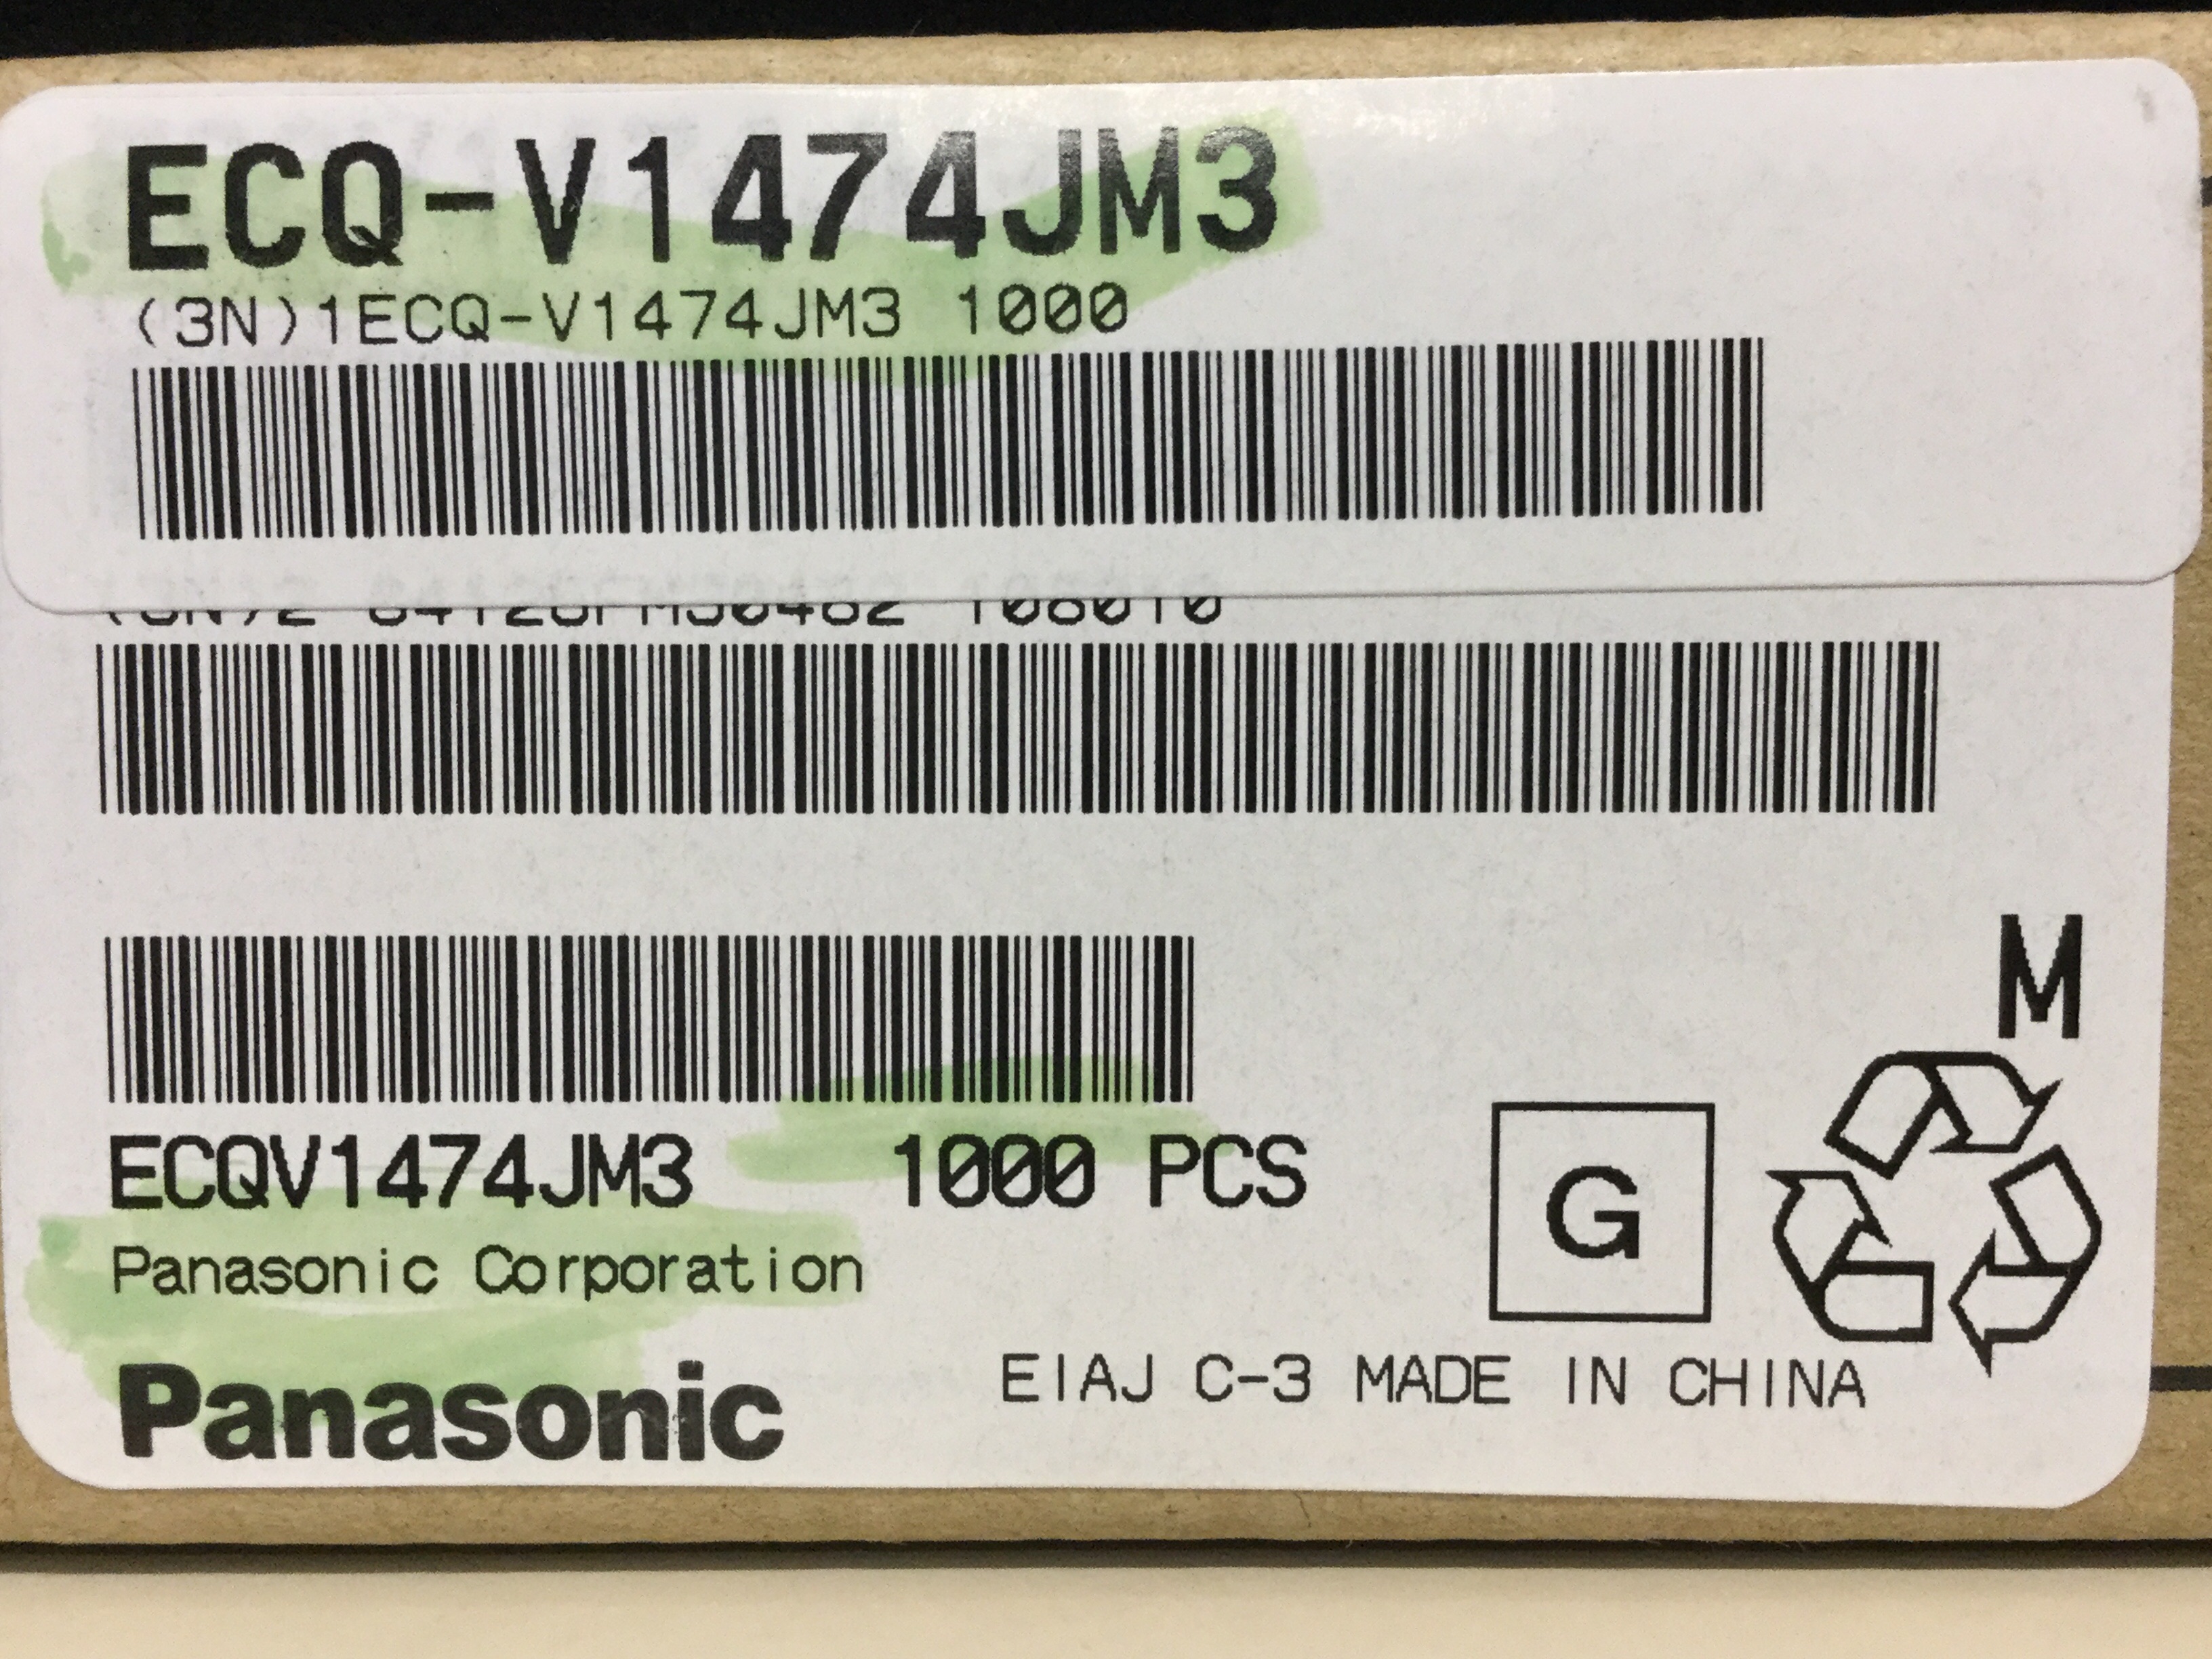 ECQ-V1474JM3
(3N)1ECQ-V1474JM3 1000
M
ECQV1474JM3 1000 PCS
G
Panasonic Corporation
EIAJ C-3 MADE IN CHINA
Panasonic